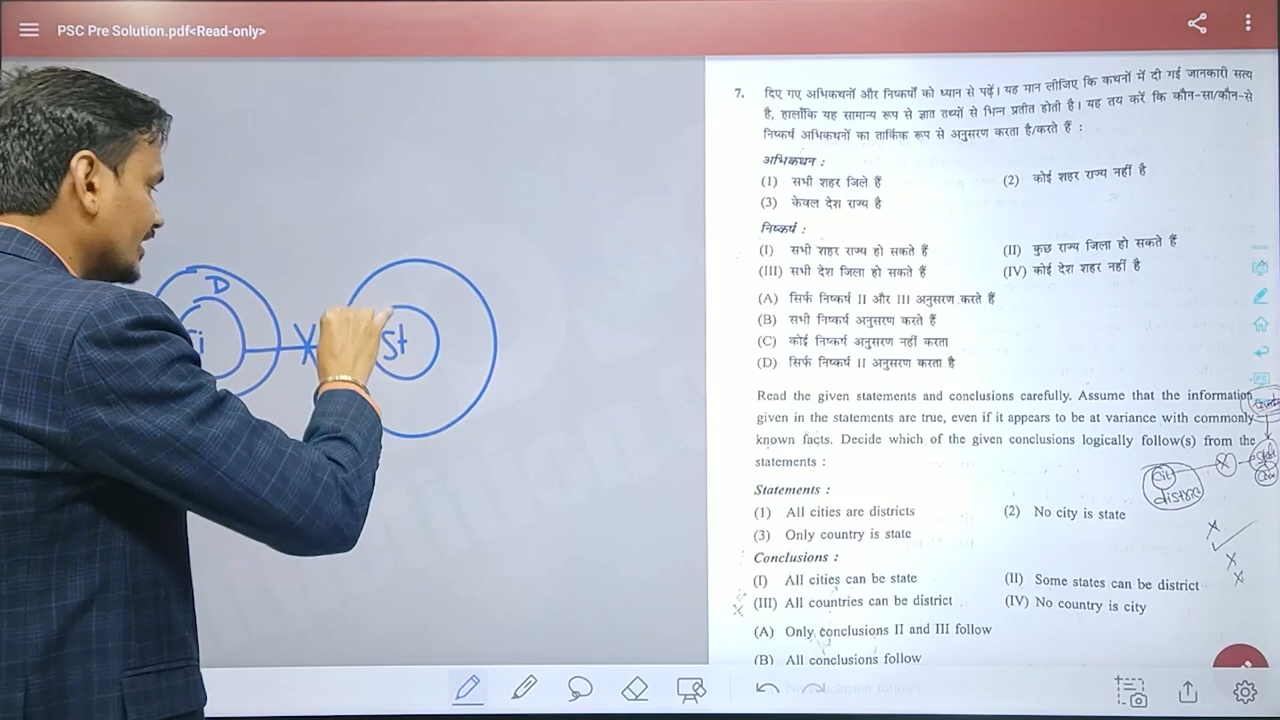 PSC Pre Solution.pdf<Read-only>
D
i
St
7. दिए गए अभिकथनों और निष्कर्षों को ध्यान से पढ़ें। यह मान लीजिए कि कथनों में दी गई जानकारी सत्य
है, हालाँकि यह सामान्य रूप से ज्ञात तथ्यों से भिन्न प्रतीत होती है। यह तय करें कि कौन-सा/कौन-से
निष्कर्ष अभिकथनों का तार्किक रूप से अनुसरण करता है/करते हैं :
अभिकथन :
(1) सभी शहर जिले हैं (2) कोई शहर राज्य नहीं है
(3) केवल देश राज्य है
निष्कर्ष :
(I) सभी शहर राज्य हो सकते हैं (II) कुछ राज्य जिला हो सकते हैं
(III) सभी देश जिला हो सकते हैं (IV) कोई देश शहर नहीं है
(A) सिर्फ निष्कर्ष II और III अनुसरण करते हैं
(B) सभी निष्कर्ष अनुसरण करते हैं
(C) कोई निष्कर्ष अनुसरण नहीं करता
(D) सिर्फ निष्कर्ष II अनुसरण करता है
Read the given statements and conclusions carefully. Assume that the information
given in the statements are true, even if it appears to be at variance with commonly
known facts. Decide which of the given conclusions logically follow(s) from the
statements :
Statements :
(1) All cities are districts (2) No city is state
(3) Only country is state
Conclusions :
(I) All cities can be state (II) Some states can be district
(III) All countries can be district (IV) No country is city
(A) Only conclusions II and III follow
(B) All conclusions follow
No conclusion follows